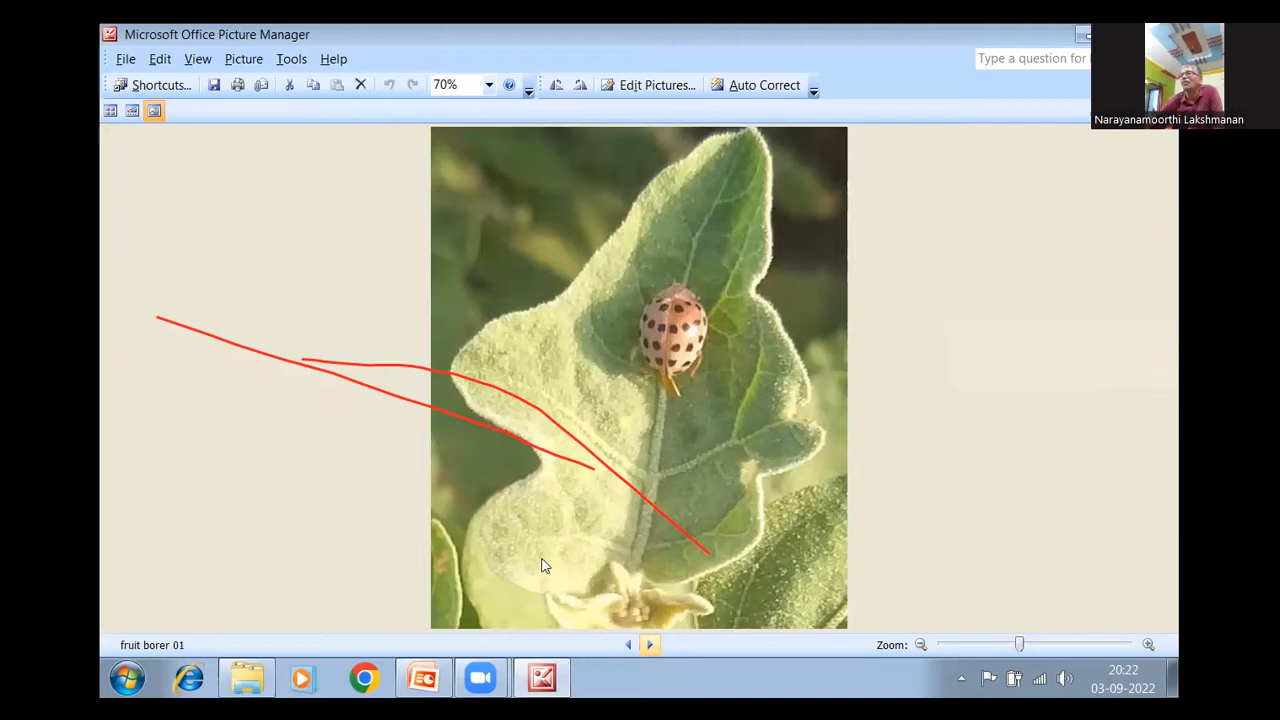 Microsoft Office Picture Manager
File Edit View Picture Tools Help
Type a question for
Shortcuts... 70% Edit Pictures... Auto Correct
Narayanamoorthi Lakshmanan
fruit borer 01
Zoom:
20:22
03-09-2022